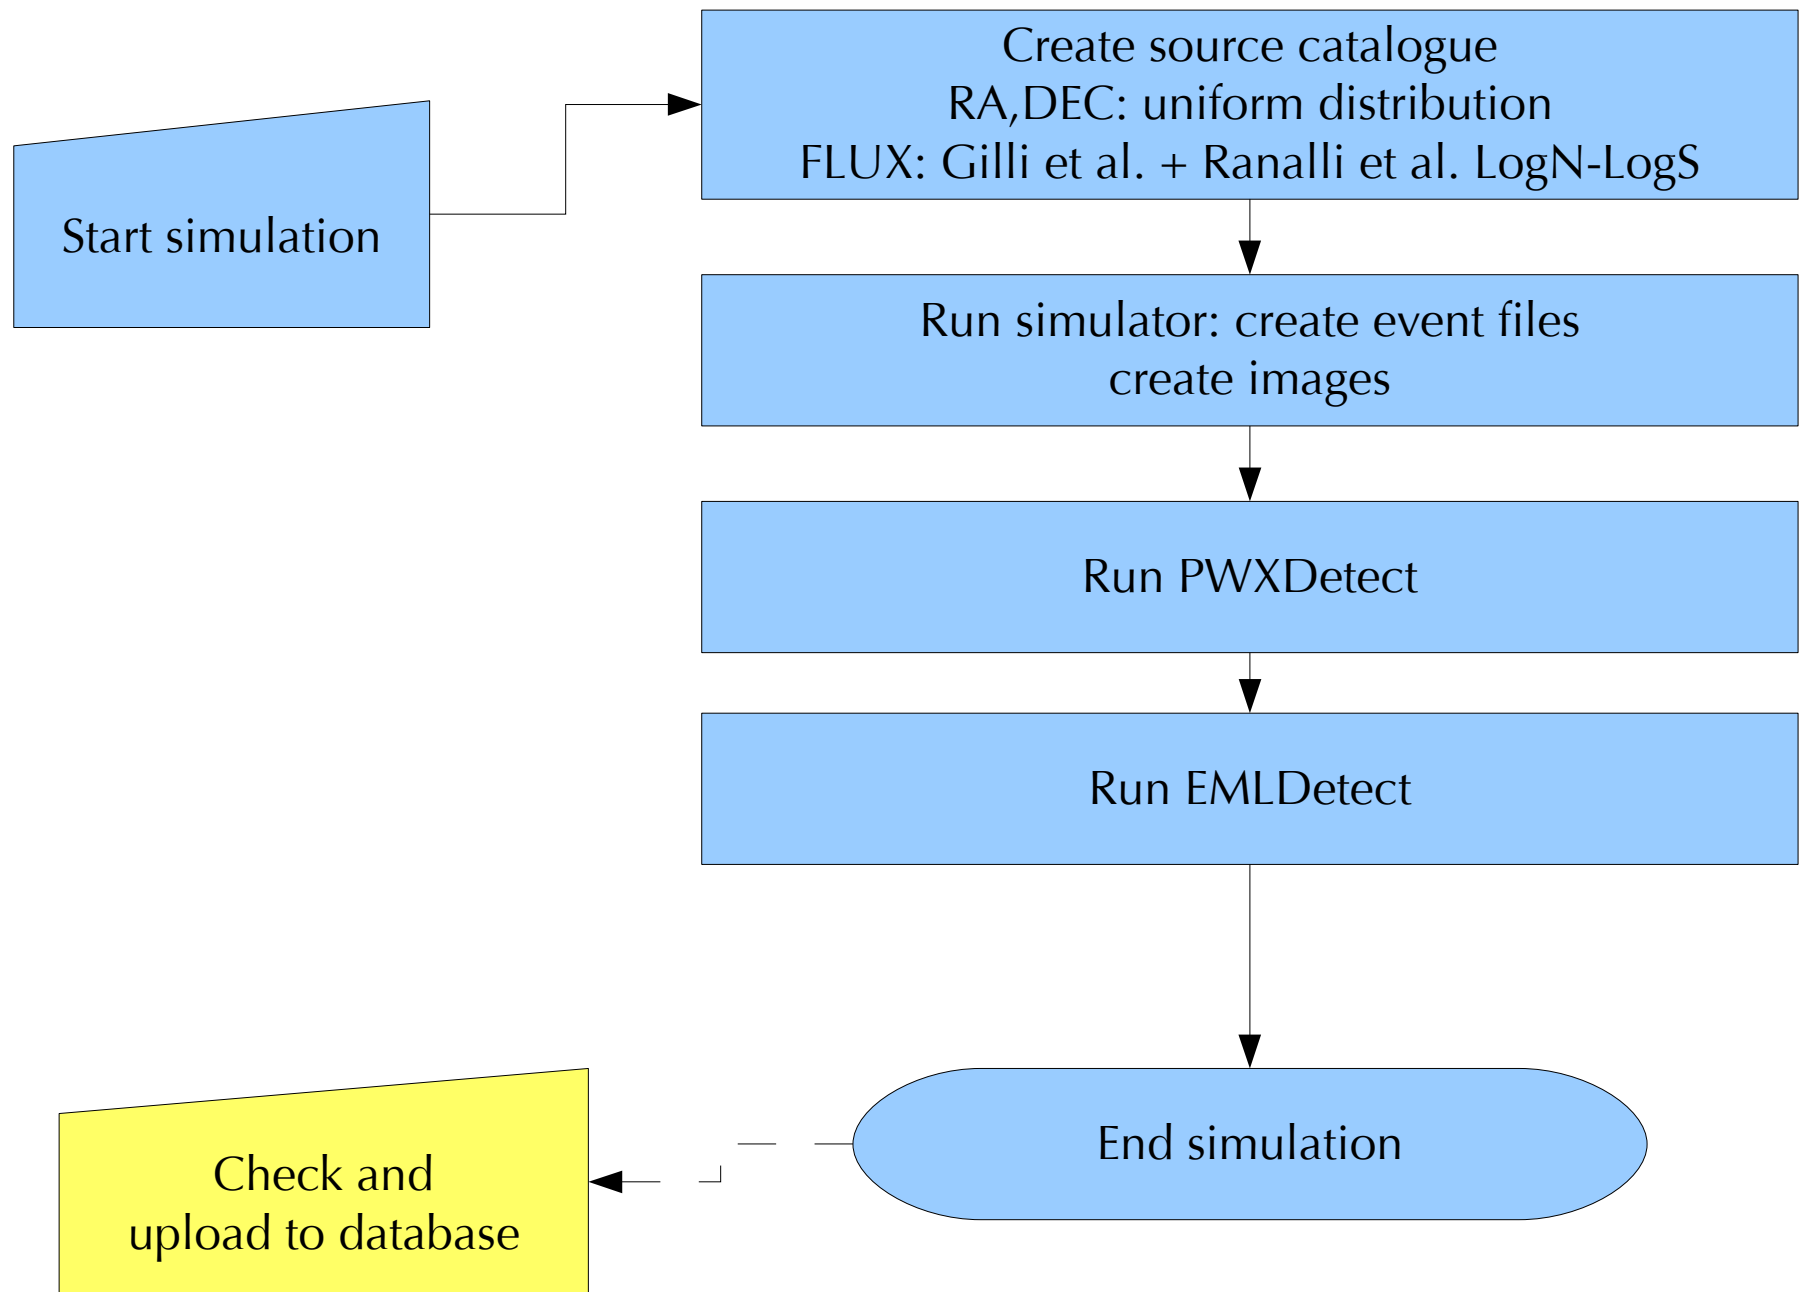 Start simulation
Create source catalogue
RA,DEC: uniform distribution
FLUX: Gilli et al. + Ranalli et al. LogN-LogS
Run simulator: create event files
create images
Run PWXDetect
Run EMLDetect
End simulation
Check and
upload to database